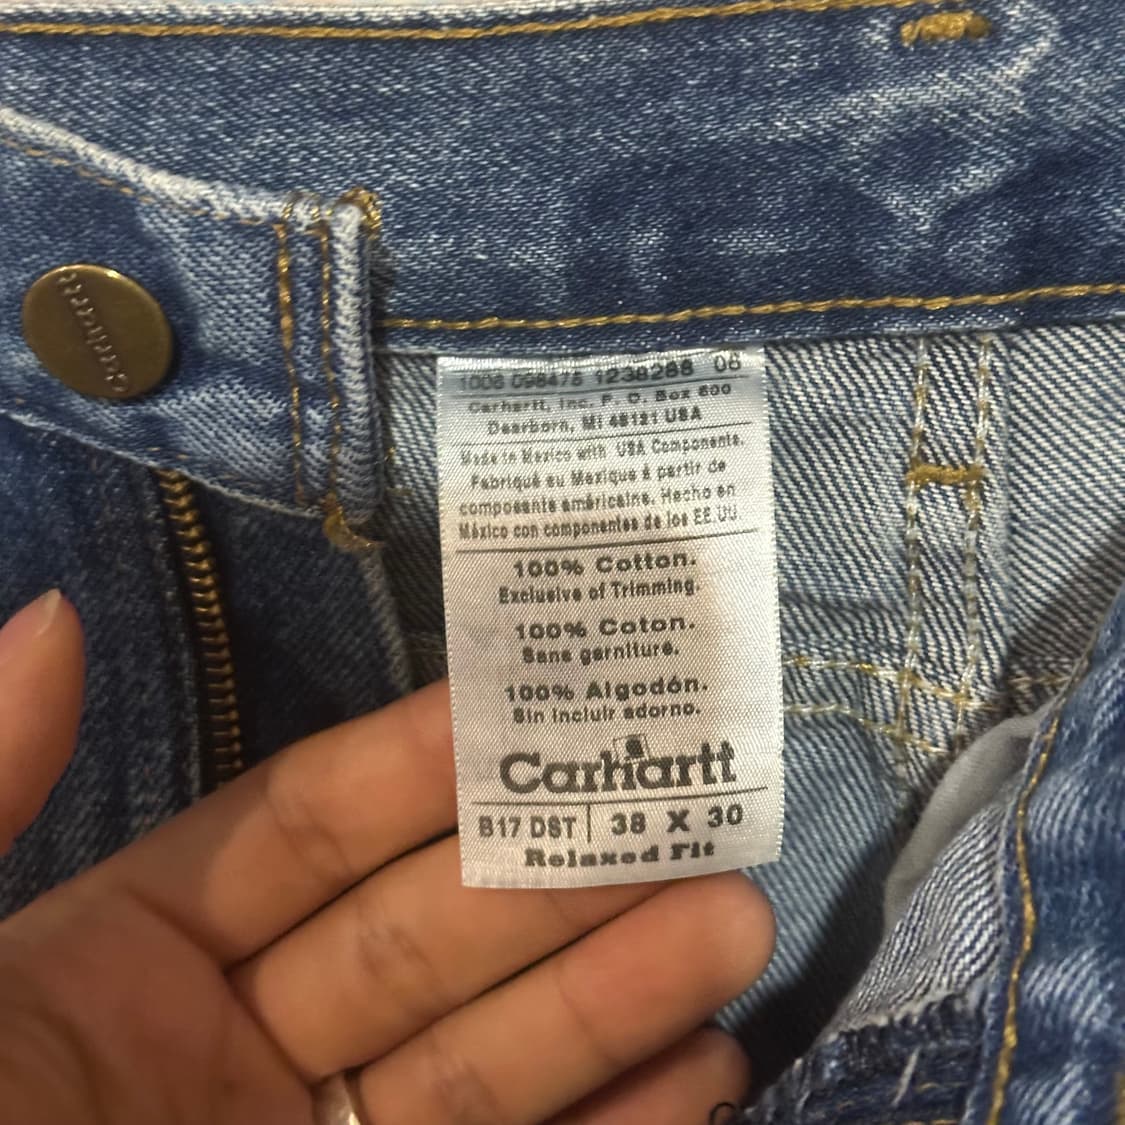 Carhartt
1006 098475 1238288 06
Carhartt, Inc. P. O. Box 600
Dearborn, MI 48121 USA
Made in Mexico with USA Components.
Fabriqué au Mexique à partir de
composants américains. Hecho en
México con componentes de los EE.UU.
100% Cotton.
Exclusive of Trimming.
100% Coton.
Sans garniture.
100% Algodón.
Sin incluir adorno.
Carhartt
B17 DST 38 X 30
Relaxed Fit